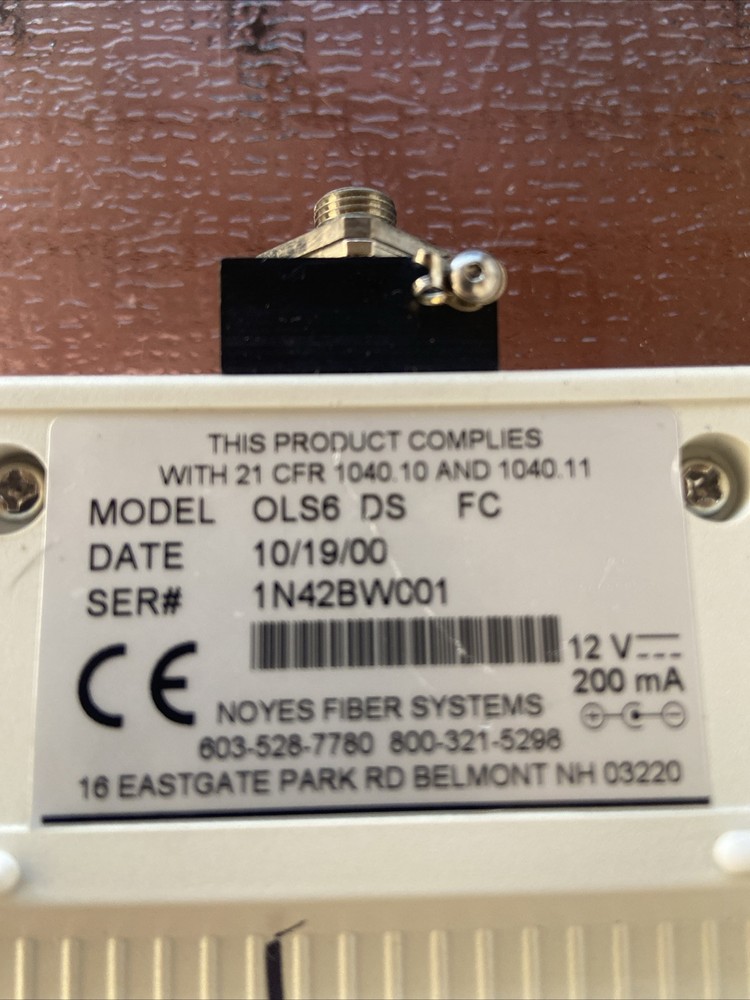 THIS PRODUCT COMPLIES
WITH 21 CFR 1040.10 AND 1040.11
MODEL OLS6 DS FC
DATE 10/19/00
SER# 1N42BW001
12 V
200 mA
CE
NOYES FIBER SYSTEMS
603-528-7780 800-321-5298
16 EASTGATE PARK RD BELMONT NH 03220